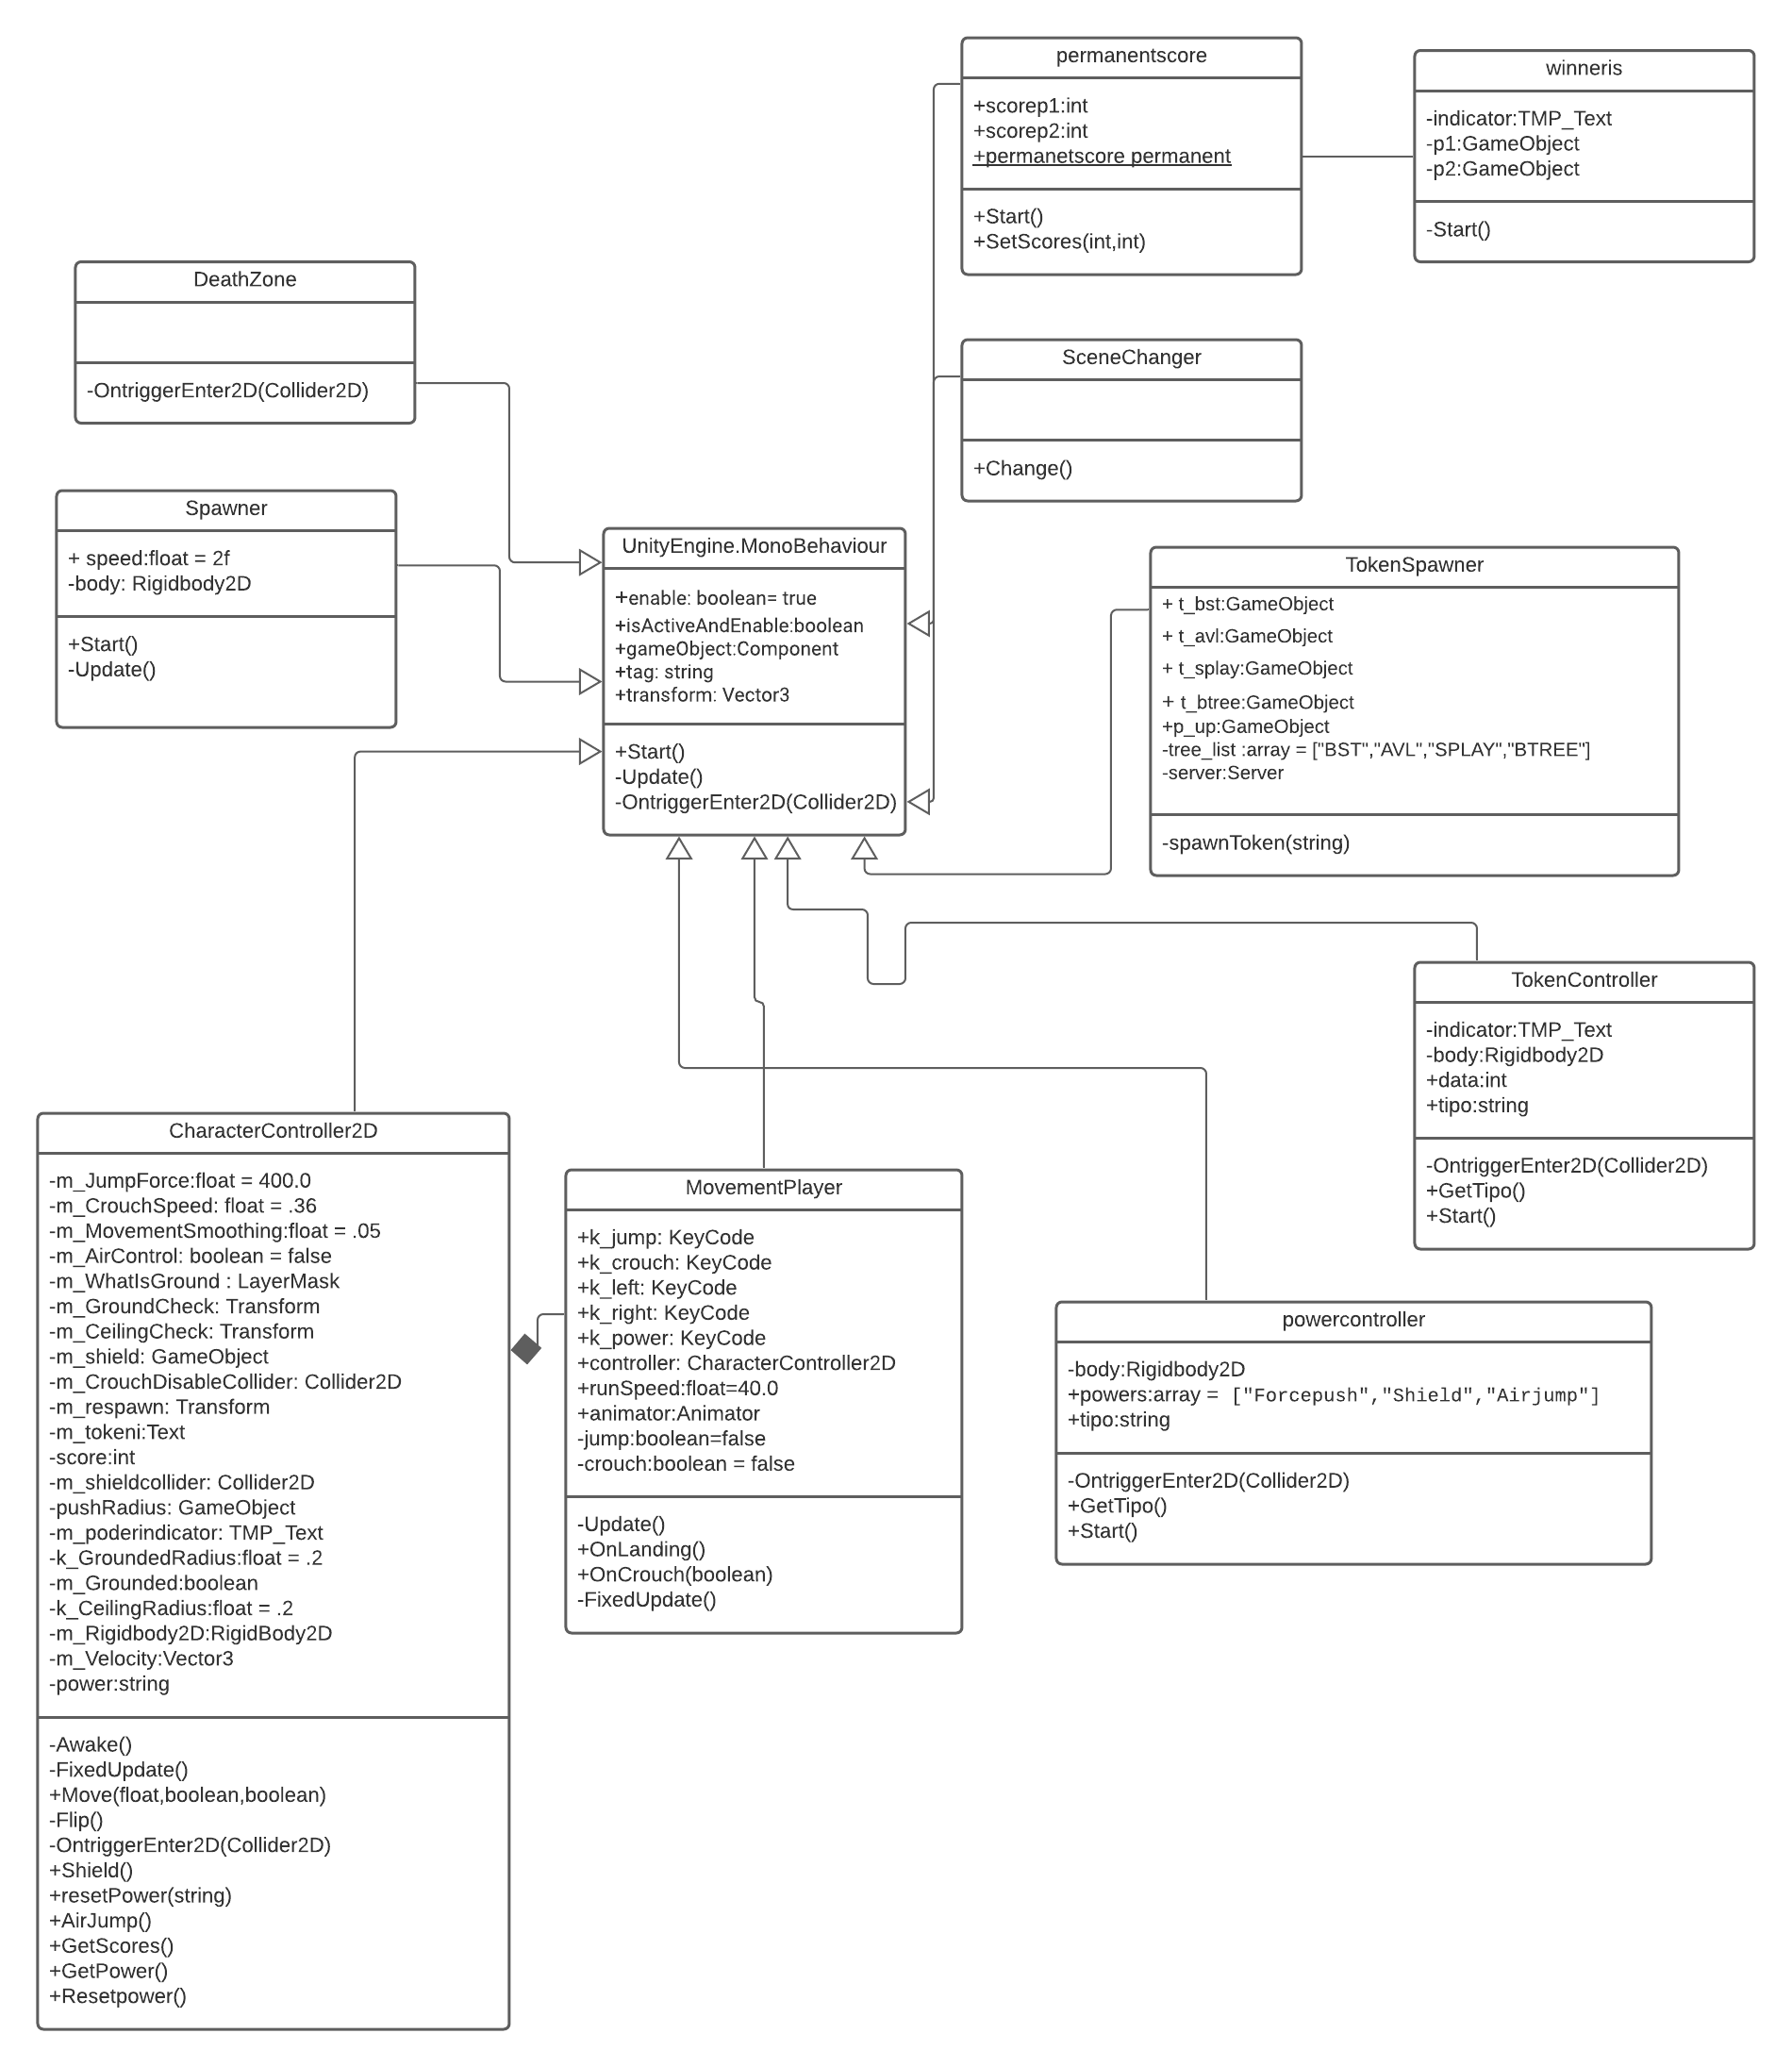 permanentscore
+scorep1:int
+scorep2:int
+permanetscore permanent
+Start()
+SetScores(int,int)
winneris
-indicator:TMP_Text
-p1:GameObject
-p2:GameObject
-Start()
DeathZone
-OntriggerEnter2D(Collider2D)
SceneChanger
+Change()
Spawner
+ speed:float = 2f
-body: Rigidbody2D
+Start()
-Update()
UnityEngine.MonoBehaviour
+enable: boolean= true
+isActiveAndEnable:boolean
+gameObject:Component
+tag: string
+transform: Vector3
+Start()
-Update()
-OntriggerEnter2D(Collider2D)
TokenSpawner
+ t_bst:GameObject
+ t_avl:GameObject
+ t_splay:GameObject
+ t_btree:GameObject
+p_up:GameObject
-tree_list :array = ["BST","AVL","SPLAY","BTREE"]
-server:Server
-spawnToken(string)
TokenController
-indicator:TMP_Text
-body:Rigidbody2D
+data:int
+tipo:string
-OntriggerEnter2D(Collider2D)
+GetTipo()
+Start()
CharacterController2D
-m_JumpForce:float = 400.0
-m_CrouchSpeed: float = .36
-m_MovementSmoothing:float = .05
-m_AirControl: boolean = false
-m_WhatIsGround : LayerMask
-m_GroundCheck: Transform
-m_CeilingCheck: Transform
-m_shield: GameObject
-m_CrouchDisableCollider: Collider2D
-m_respawn: Transform
-m_tokeni:Text
-score:int
-m_shieldcollider: Collider2D
-pushRadius: GameObject
-m_poderindicator: TMP_Text
-k_GroundedRadius:float = .2
-m_Grounded:boolean
-k_CeilingRadius:float = .2
-m_Rigidbody2D:RigidBody2D
-m_Velocity:Vector3
-power:string
-Awake()
-FixedUpdate()
+Move(float,boolean,boolean)
-Flip()
-OntriggerEnter2D(Collider2D)
+Shield()
+resetPower(string)
+AirJump()
+GetScores()
+GetPower()
+Resetpower()
MovementPlayer
+k_jump: KeyCode
+k_crouch: KeyCode
+k_left: KeyCode
+k_right: KeyCode
+k_power: KeyCode
+controller: CharacterController2D
+runSpeed:float=40.0
+animator:Animator
-jump:boolean=false
-crouch:boolean = false
-Update()
+OnLanding()
+OnCrouch(boolean)
-FixedUpdate()
powercontroller
-body:Rigidbody2D
+powers:array = ["Forcepush","Shield","Airjump"]
+tipo:string
-OntriggerEnter2D(Collider2D)
+GetTipo()
+Start()